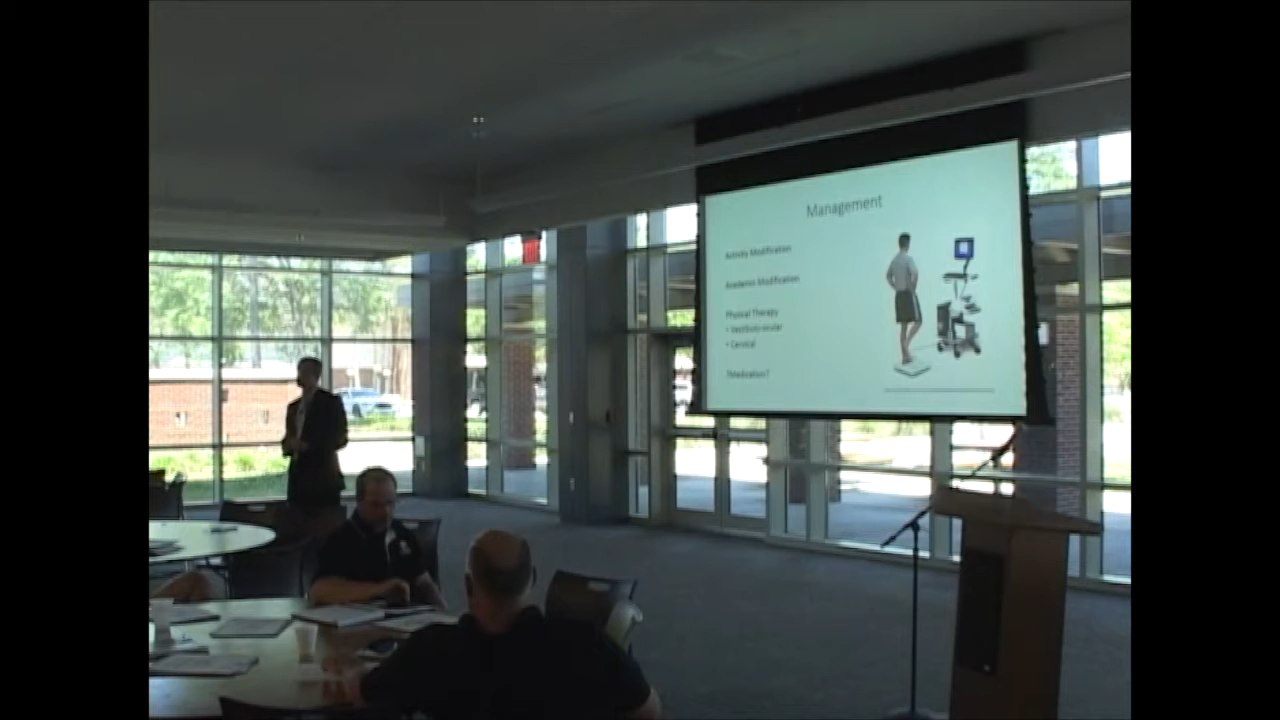 Management
Activity Modification
Academic Modification
Physical Therapy
• Vestibulo-ocular
• Cervical
?Medication?